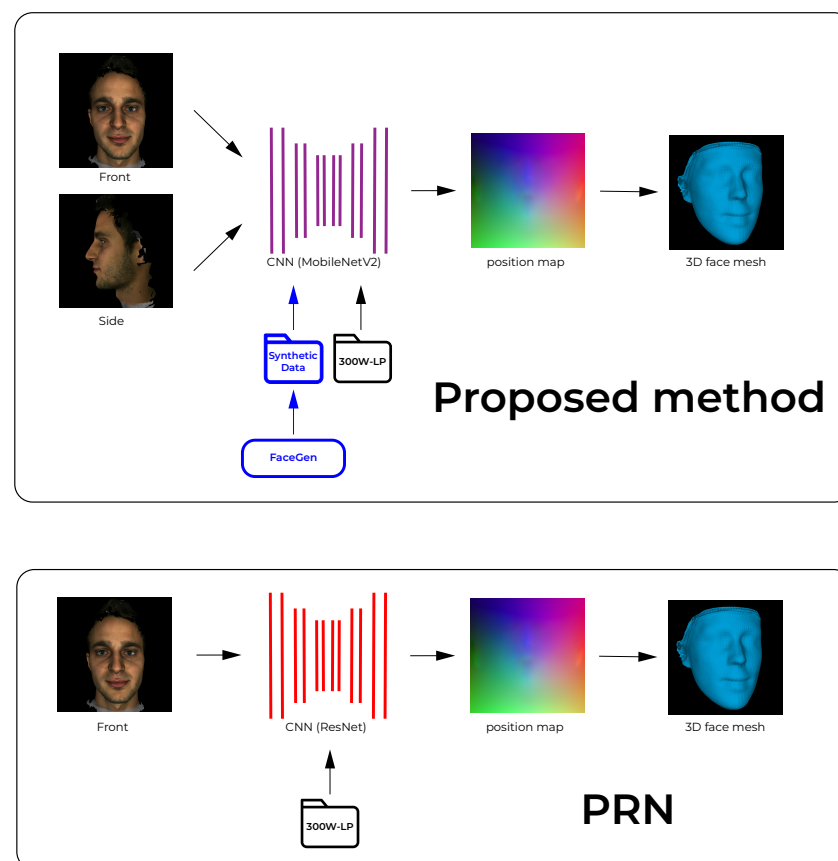 Front
Side
CNN (MobileNetV2)
position map
3D face mesh
Synthetic
Data
300W-LP
FaceGen
Proposed method
Front
CNN (ResNet)
position map
3D face mesh
300W-LP
PRN